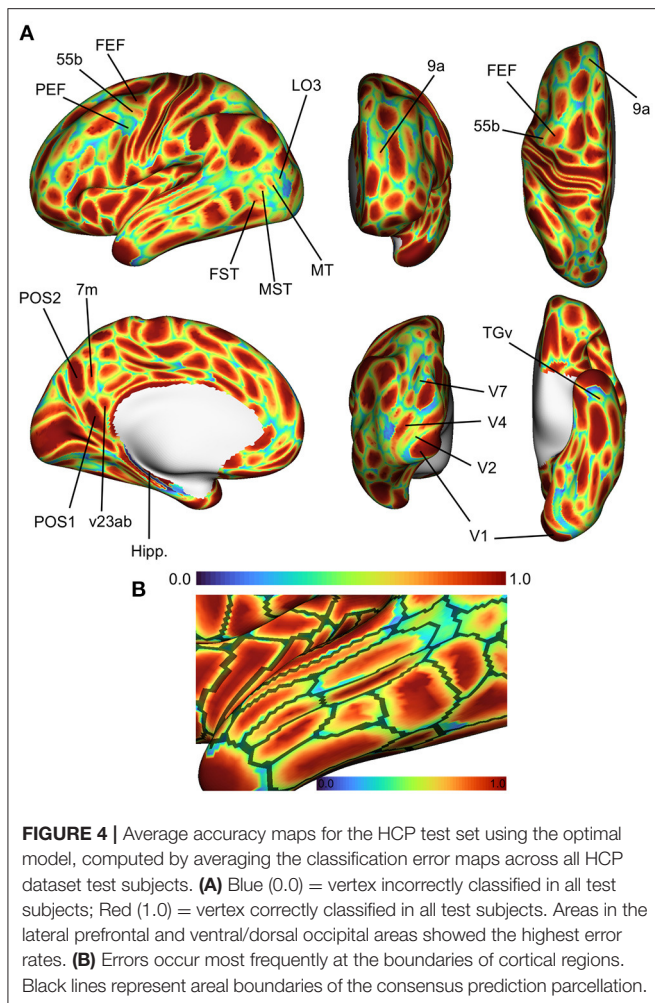 A
FEF
55b
PEF
LO3
FST
MST
MT
9a
FEF
55b
9a
POS2
7m
POS1
v23ab
Hipp.
V7
V4
V2
V1
TGv
B
0.0
1.0
0.0
1.0
FIGURE 4 | Average accuracy maps for the HCP test set using the optimal
model, computed by averaging the classification error maps across all HCP
dataset test subjects. (A) Blue (0.0) = vertex incorrectly classified in all test
subjects; Red (1.0) = vertex correctly classified in all test subjects. Areas in the
lateral prefrontal and ventral/dorsal occipital areas showed the highest error
rates. (B) Errors occur most frequently at the boundaries of cortical regions.
Black lines represent areal boundaries of the consensus prediction parcellation.